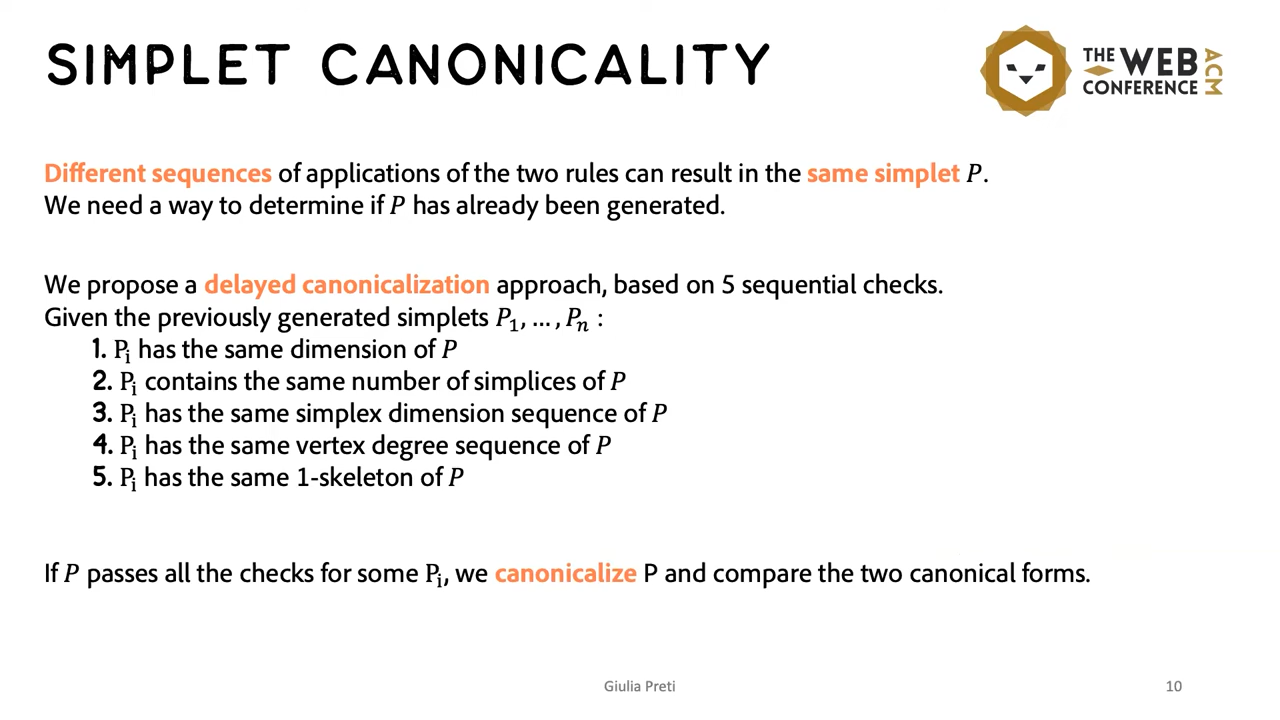 SIMPLET CANONICALITY
THE WEB CONFERENCE ACM
Different sequences of applications of the two rules can result in the same simplet P.
We need a way to determine if P has already been generated.
We propose a delayed canonicalization approach, based on 5 sequential checks.
Given the previously generated simplets P₁, ..., Pₙ :
1. Pᵢ has the same dimension of P
2. Pᵢ contains the same number of simplices of P
3. Pᵢ has the same simplex dimension sequence of P
4. Pᵢ has the same vertex degree sequence of P
5. Pᵢ has the same 1-skeleton of P
If P passes all the checks for some Pᵢ, we canonicalize P and compare the two canonical forms.
Giulia Preti
10